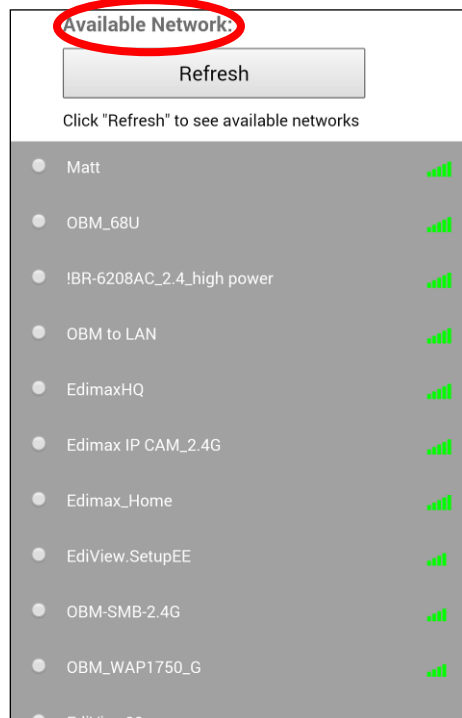 Available Network:
Refresh
Click "Refresh" to see available networks
Matt
OBM_68U
!BR-6208AC_2.4_high power
OBM to LAN
EdimaxHQ
Edimax IP CAM_2.4G
Edimax_Home
EdiView.SetupEE
OBM-SMB-2.4G
OBM_WAP1750_G